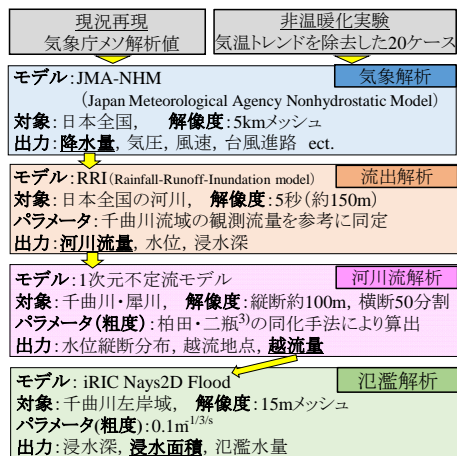 現況再現
気象庁メソ解析値
非温暖化実験
気温トレンドを除去した20ケース
モデル:JMA-NHM
気象解析
(Japan Meteorological Agency Nonhydrostatic Model)
対象:日本全国, 解像度:5kmメッシュ
出力:降水量, 気圧, 風速, 台風進路 ect.
モデル:RRI(Rainfall-Runoff-Inundation model)
流出解析
対象:日本全国の河川, 解像度:5秒(約150m)
パラメータ:千曲川流域の観測流量を参考に同定
出力:河川流量, 水位, 浸水深
モデル:1次元不定流モデル
河川流解析
対象:千曲川・犀川, 解像度:縦断約100m, 横断50分割
パラメータ(粗度):柏田・二瓶3)の同化手法により算出
出力:水位縦断分布, 越流地点, 越流量
モデル: iRIC Nays2D Flood
氾濫解析
対象:千曲川左岸域, 解像度:15mメッシュ
パラメータ(粗度):0.1m1/3/s
出力:浸水深, 浸水面積, 氾濫水量